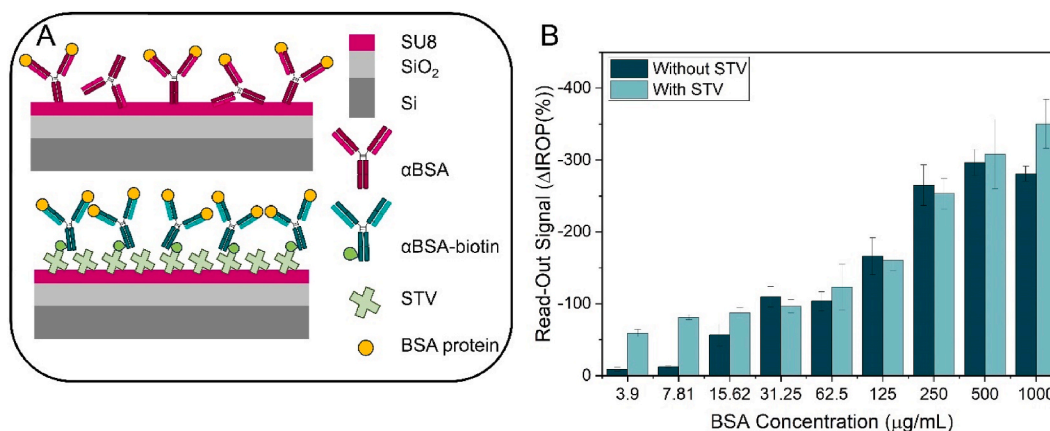 A
SU8
SiO₂
Si
αBSA
αBSA-biotin
STV
BSA protein
B
Without STV
With STV
-400
-300
-200
-100
0
Read-Out Signal (ΔIROP(%))
3.9 7.81 15.62 31.25 62.5 125 250 500 1000
BSA Concentration (μg/mL)